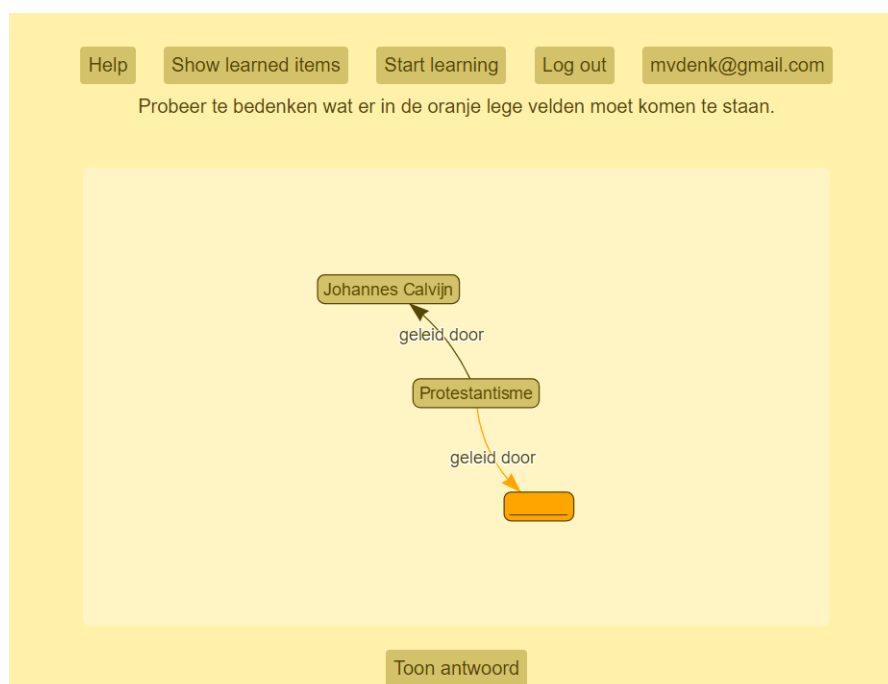 Help Show learned items Start learning Log out mvdenk@gmail.com
Probeer te bedenken wat er in de oranje lege velden moet komen te staan.
Johannes Calvijn
geleid door
Protestantisme
geleid door
Toon antwoord